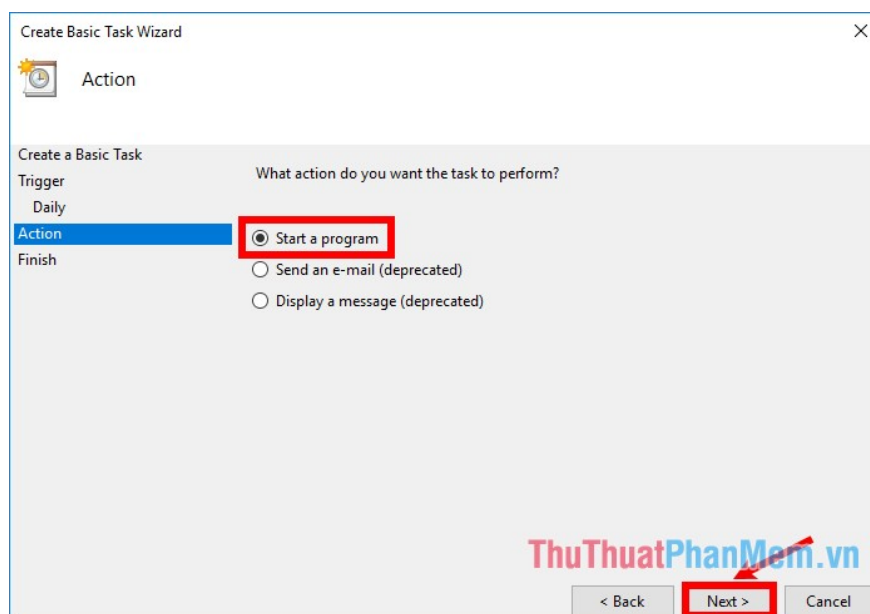 Create Basic Task Wizard
Action
Create a Basic Task
Trigger
Daily
Action
Finish
What action do you want the task to perform?
Start a program
Send an e-mail (deprecated)
Display a message (deprecated)
ThuThuatPhanMem.vn
< Back
Next >
Cancel